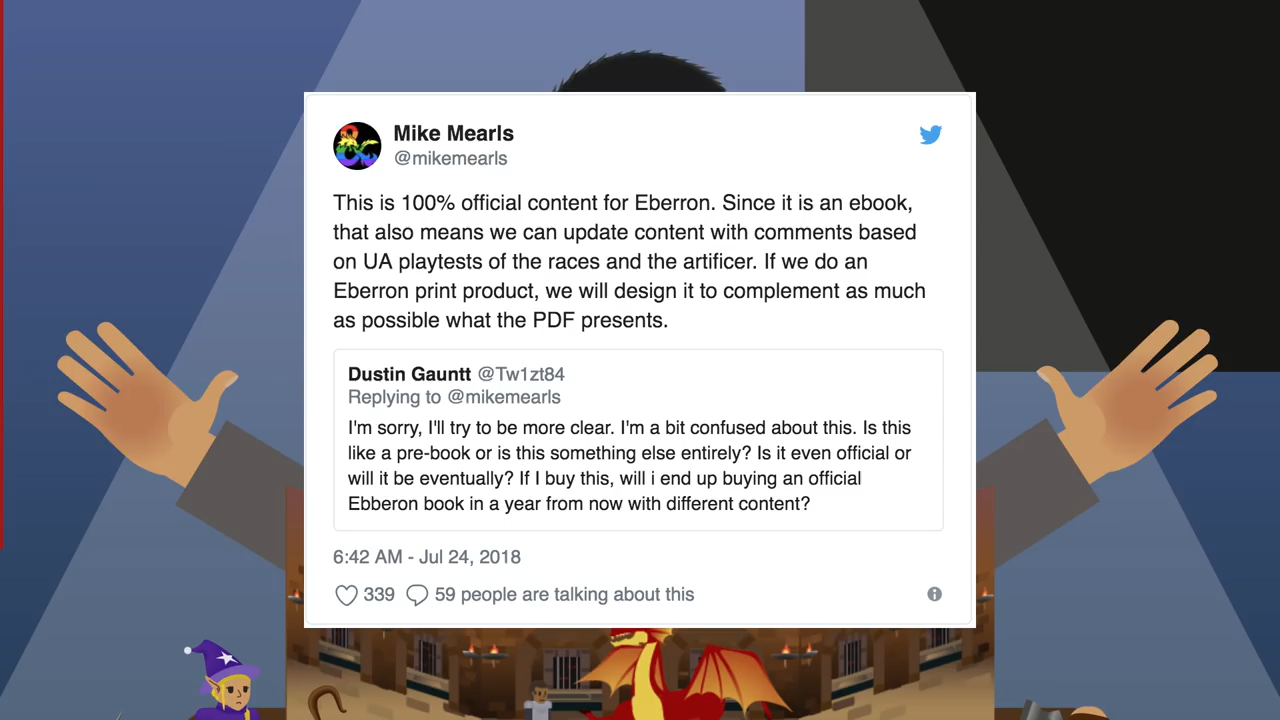 Mike Mearls
@mikemearls
This is 100% official content for Eberron. Since it is an ebook,
that also means we can update content with comments based
on UA playtests of the races and the artificer. If we do an
Eberron print product, we will design it to complement as much
as possible what the PDF presents.
Dustin Gauntt @Tw1zt84
Replying to @mikemearls
I'm sorry, I'll try to be more clear. I'm a bit confused about this. Is this
like a pre-book or is this something else entirely? Is it even official or
will it be eventually? If I buy this, will i end up buying an official
Ebberon book in a year from now with different content?
6:42 AM - Jul 24, 2018
339 59 people are talking about this